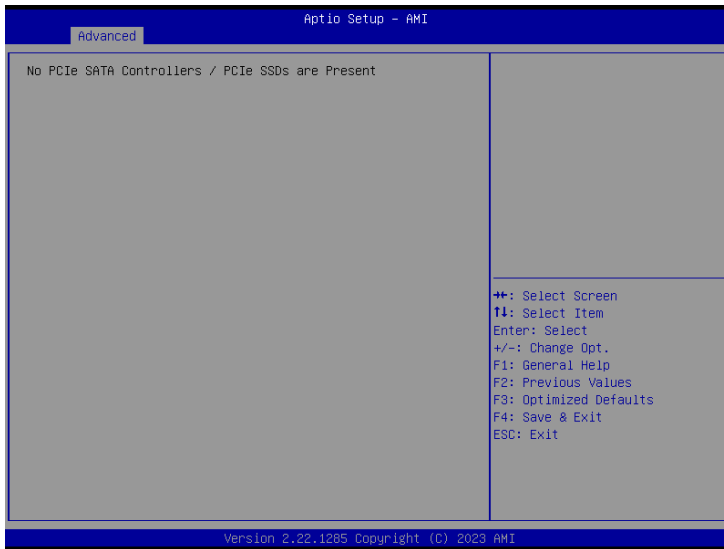 Aptio Setup - AMI
Advanced
No PCIe SATA Controllers / PCIe SSDs are Present
→←: Select Screen
↑↓: Select Item
Enter: Select
+/-: Change Opt.
F1: General Help
F2: Previous Values
F3: Optimized Defaults
F4: Save & Exit
ESC: Exit
Version 2.22.1285 Copyright (C) 2023 AMI